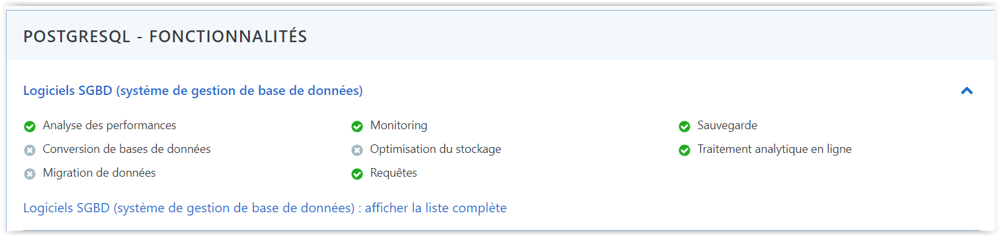 POSTGRESQL - FONCTIONNALITÉS
Logiciels SGBD (système de gestion de base de données)
Analyse des performances
Monitoring
Sauvegarde
Conversion de bases de données
Optimisation du stockage
Traitement analytique en ligne
Migration de données
Requêtes
Logiciels SGBD (système de gestion de base de données) : afficher la liste complète